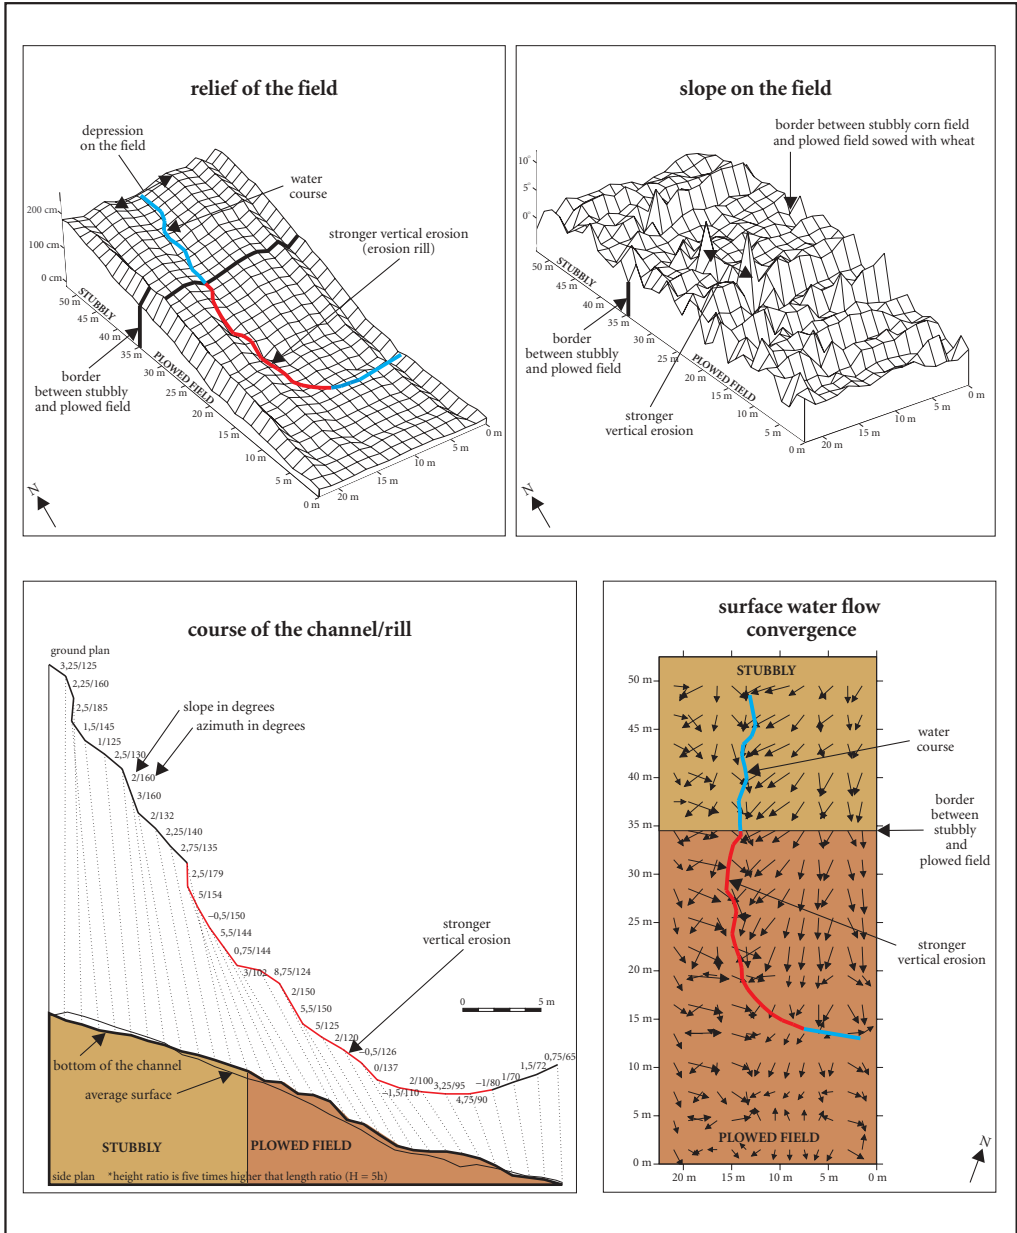 relief of the field
depression
on the field
water
course
stronger vertical erosion
(erosion rill)
200 cm
100 cm
0 cm
50 m
45 m
40 m
35 m
30 m
25 m
20 m
15 m
10 m
5 m
0 m
STUBBLY
PLOWED FIELD
border
between stubbly
and plowed field
20 m
15 m
10 m
5 m
0 m
N
slope on the field
border between stubbly corn field
and plowed field sowed with wheat
10°
5°
0°
50 m
45 m
40 m
35 m
30 m
25 m
20 m
15 m
10 m
5 m
0 m
STUBBLY
PLOWED FIELD
border
between stubbly
and plowed field
stronger
vertical erosion
20 m
15 m
10 m
5 m
0 m
N
course of the channel/rill
ground plan
3,25/125
2,25/160
2,5/185
1,5/145
1/125
2,5/130
2/160
3/160
2/132
2,25/140
2,75/135
2,5/179
5/154
−0,5/150
5,5/144
0,75/144
3/102
8,75/124
2/150
5,5/150
5/125
2/120
−0,5/126
0/137
−1,5/110
2/100
3,25/95
4,75/90
−1/80
1/70
1,5/72
0,75/65
slope in degrees
azimuth in degrees
stronger
vertical erosion
0 5 m
bottom of the channel
average surface
STUBBLY
PLOWED FIELD
side plan *height ratio is five times higher that length ratio (H = 5h)
surface water flow
convergence
STUBBLY
50 m
45 m
40 m
35 m
30 m
25 m
20 m
15 m
10 m
5 m
0 m
water
course
border
between
stubbly
and
plowed field
stronger
vertical erosion
PLOWED FIELD
20 m 15 m 10 m 5 m 0 m
N